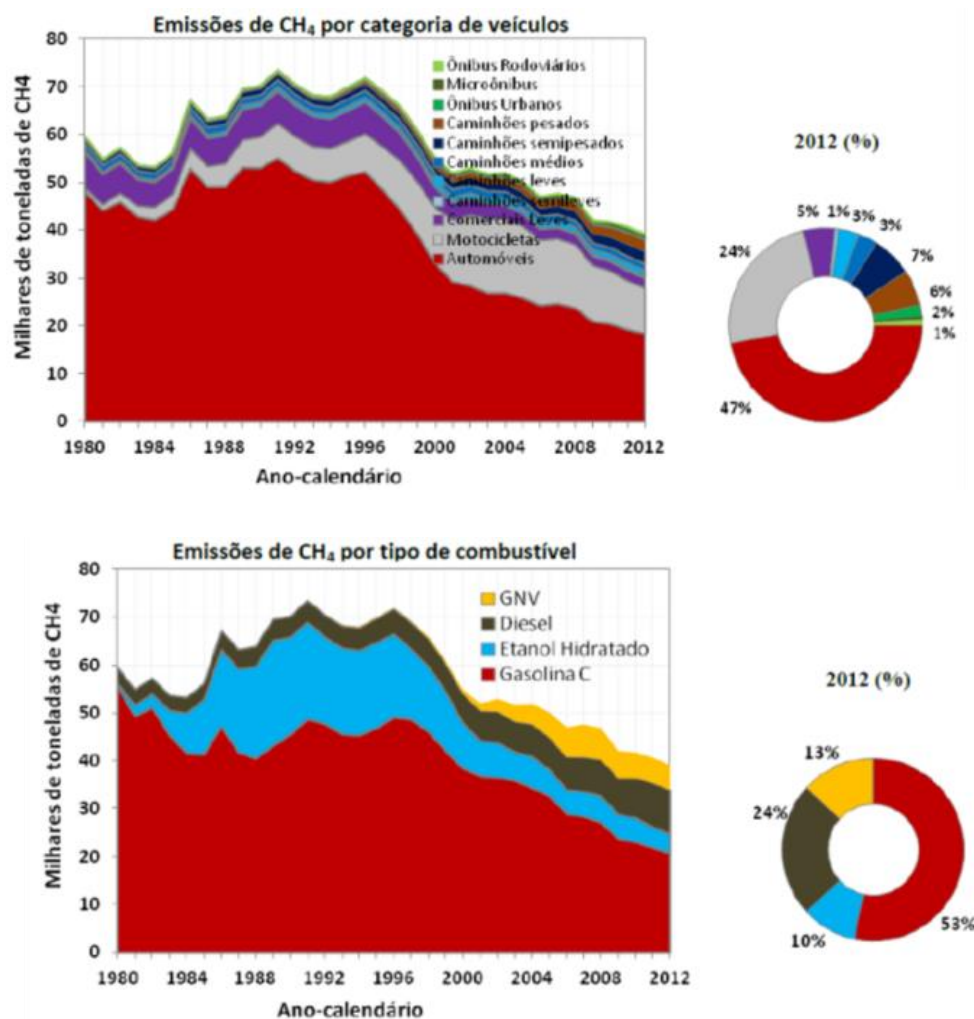 Emissões de CH₄ por categoria de veículos
80
70
60
50
40
30
20
10
0
Milhares de toneladas de CH4
1980 1984 1988 1992 1996 2000 2004 2008 2012
Ano-calendário
Ônibus Rodoviários
Microônibus
Ônibus Urbanos
Caminhões pesados
Caminhões semipesados
Caminhões médios
Caminhões leves
Caminhões semileves
Comerciais Leves
Motocicletas
Automóveis
2012 (%)
5%
1%
3%
3%
24%
7%
6%
2%
1%
47%
Emissões de CH₄ por tipo de combustível
80
70
60
50
40
30
20
10
0
Milhares de toneladas de CH4
1980 1984 1988 1992 1996 2000 2004 2008 2012
Ano-calendário
GNV
Diesel
Etanol Hidratado
Gasolina C
2012 (%)
13%
24%
10%
53%